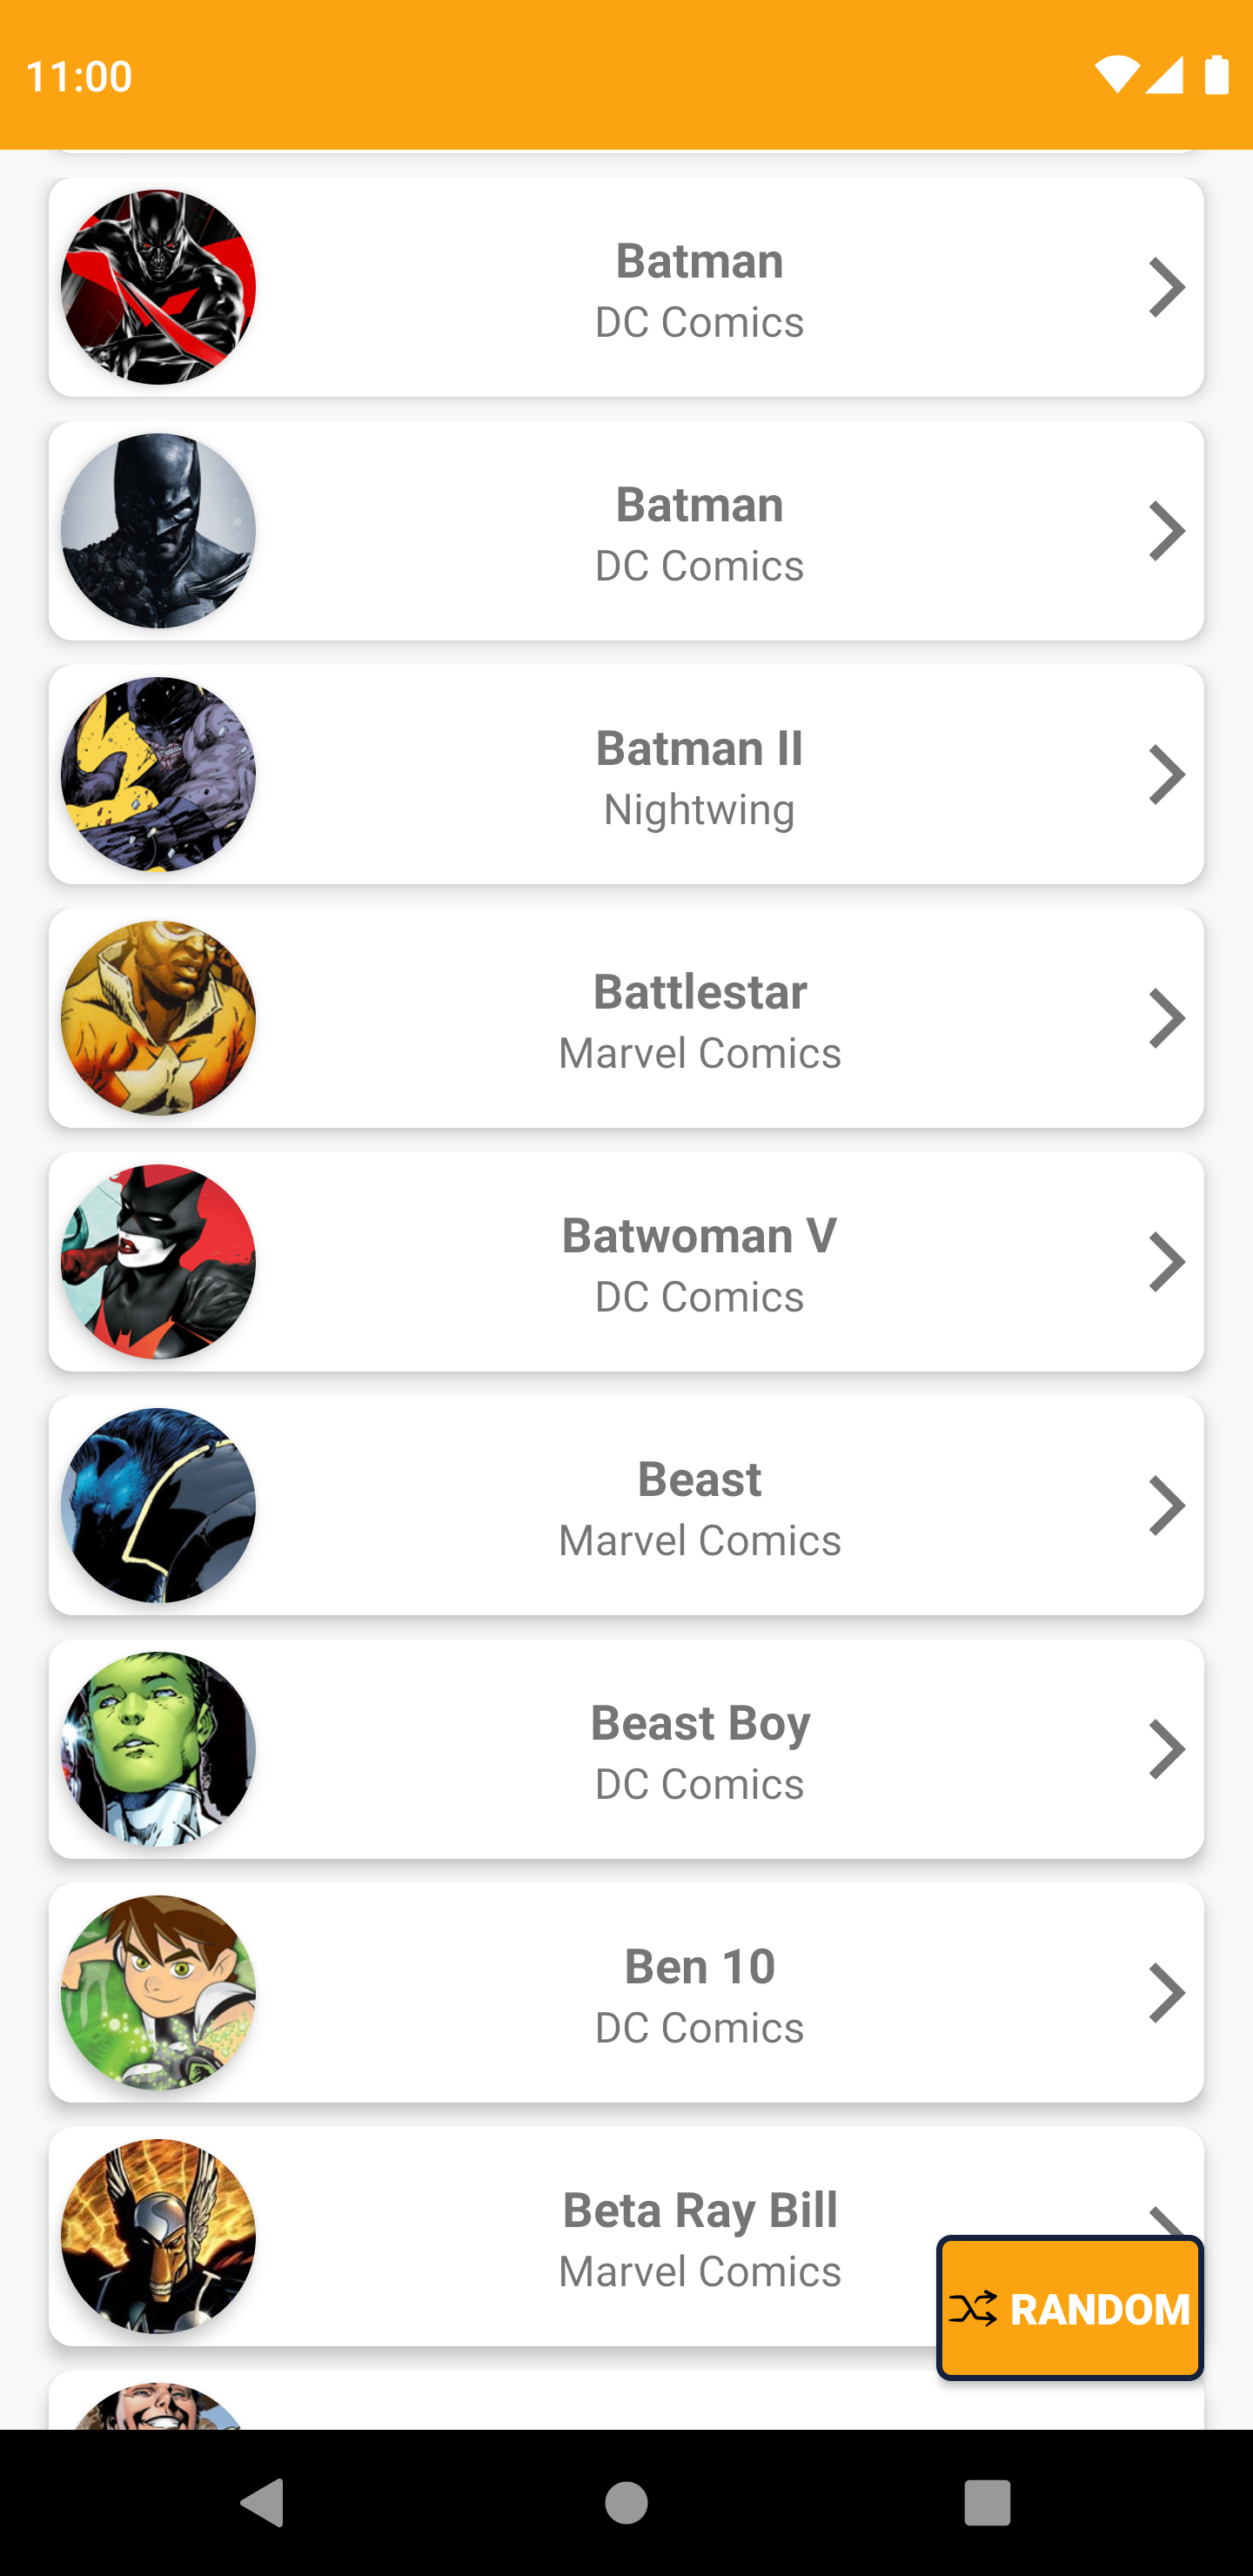 11:00
Batman
DC Comics
Batman
DC Comics
Batman II
Nightwing
Battlestar
Marvel Comics
Batwoman V
DC Comics
Beast
Marvel Comics
Beast Boy
DC Comics
Ben 10
DC Comics
Beta Ray Bill
Marvel Comics
RANDOM